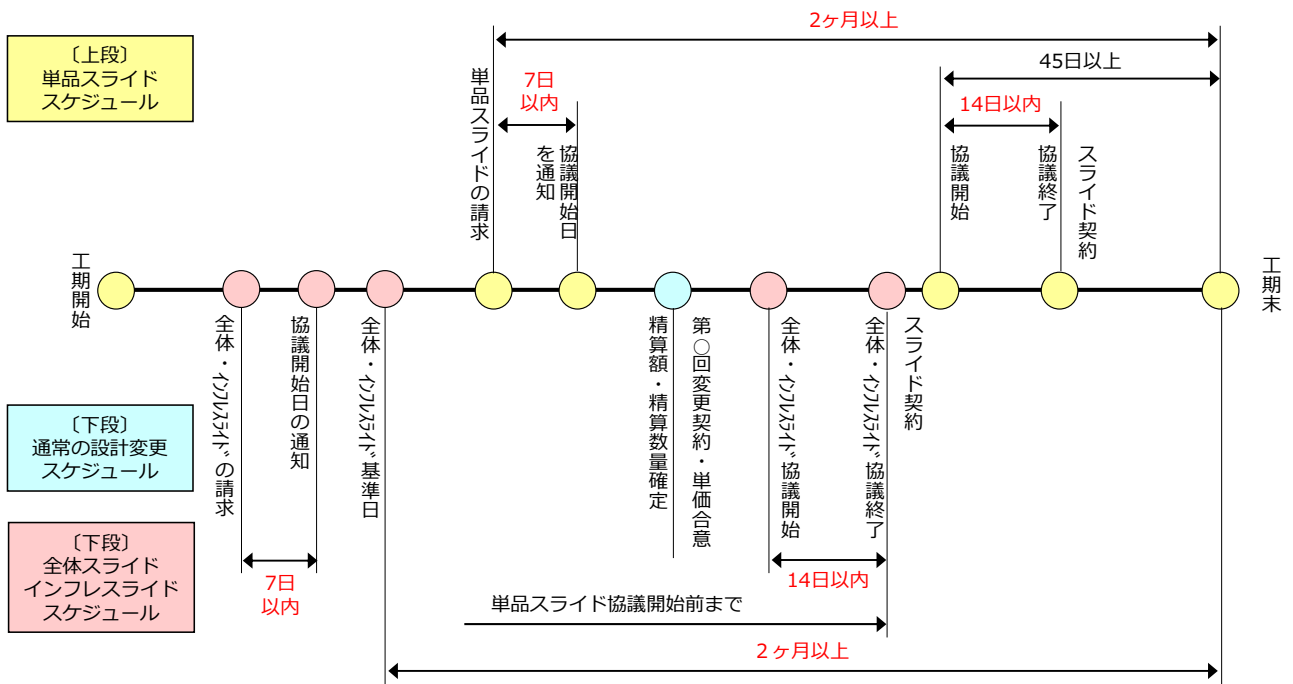 2ヶ月以上
〔上段〕
単品スライド
スケジュール
45日以上
7日
以内
14日以内
単品スライドの請求
協議開始日
を通知
協議開始
協議終了
スライド契約
工期開始
工期末
全体・インフレスライドの請求
協議開始日の通知
全体・インフレスライド基準日
精算額・精算数量確定
第○回変更契約・単価合意
全体・インフレスライド協議開始
全体・インフレスライド協議終了
スライド契約
〔下段〕
通常の設計変更
スケジュール
〔下段〕
全体スライド
インフレスライド
スケジュール
7日
以内
14日以内
単品スライド協議開始前まで
2ヶ月以上